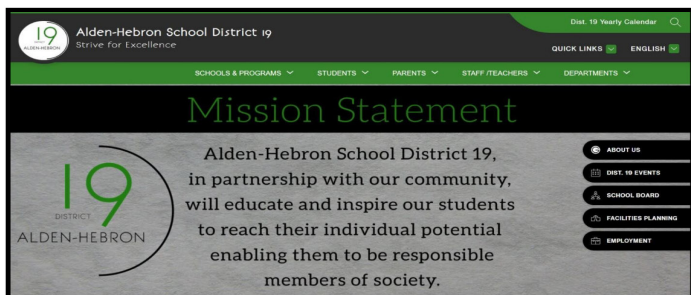 19
DISTRICT
ALDEN-HEBRON
Alden-Hebron School District 19
Strive for Excellence
Dist. 19 Yearly Calendar
QUICK LINKS
ENGLISH
SCHOOLS & PROGRAMS
STUDENTS
PARENTS
STAFF /TEACHERS
DEPARTMENTS
Mission Statement
19
DISTRICT
ALDEN-HEBRON
Alden-Hebron School District 19,
in partnership with our community,
will educate and inspire our students
to reach their individual potential
enabling them to be responsible
members of society.
ABOUT US
DIST. 19 EVENTS
SCHOOL BOARD
FACILITIES PLANNING
EMPLOYMENT